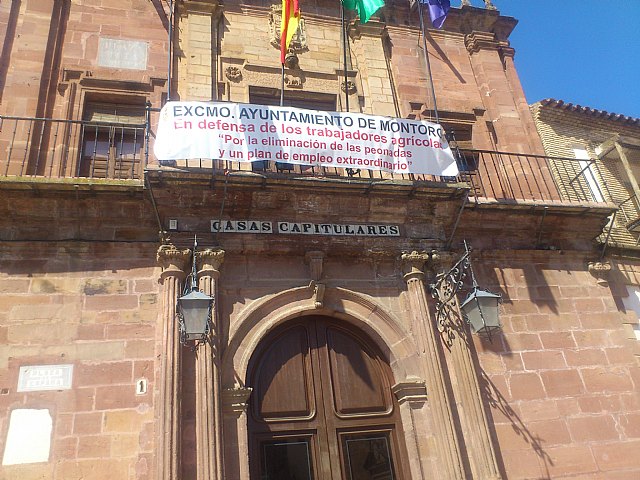 EXCMO. AYUNTAMIENTO DE MONTORO
En defensa de los trabajadores agrícolas
"Por la eliminación de las peonadas
y un plan de empleo extraordinario"
CASAS CAPITULARES
1